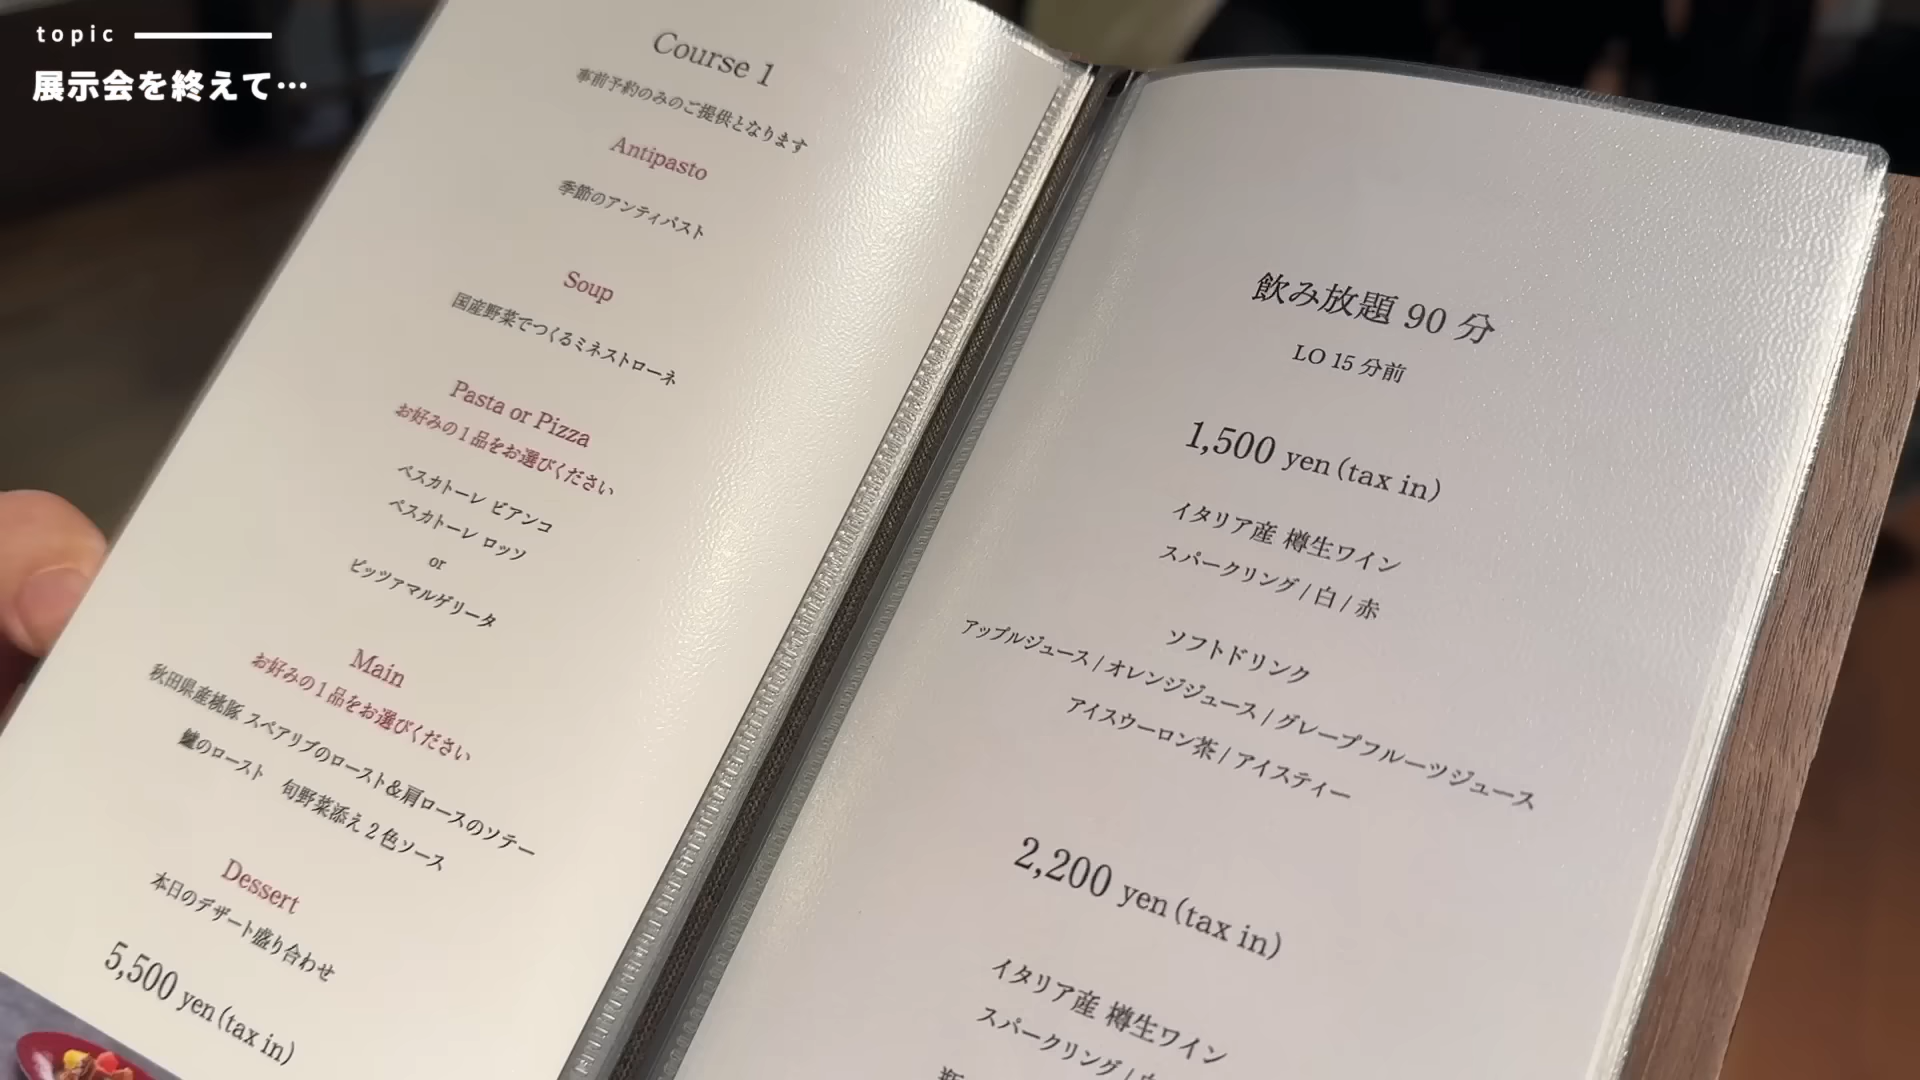 topic
展示会を終えて…
Course 1
事前予約のみのご提供となります
Antipasto
季節のアンティパスト
Soup
国産野菜でつくるミネストローネ
Pasta or Pizza
お好みの1品をお選びください
ペスカトーレ ビアンコ
ペスカトーレ ロッソ
or
ピッツァマルゲリータ
Main
お好みの1品をお選びください
秋田県産桃豚 スペアリブのロースト&肩ロースのソテー
鱸のロースト 旬野菜添え 2色ソース
Dessert
本日のデザート盛り合わせ
5,500 yen (tax in)
飲み放題 90 分
LO 15 分前
1,500 yen (tax in)
イタリア産 樽生ワイン
スパークリング / 白 / 赤
ソフトドリンク
アップルジュース / オレンジジュース / グレープフルーツジュース
アイスウーロン茶 / アイスティー
2,200 yen (tax in)
イタリア産 樽生ワイン
スパークリング /